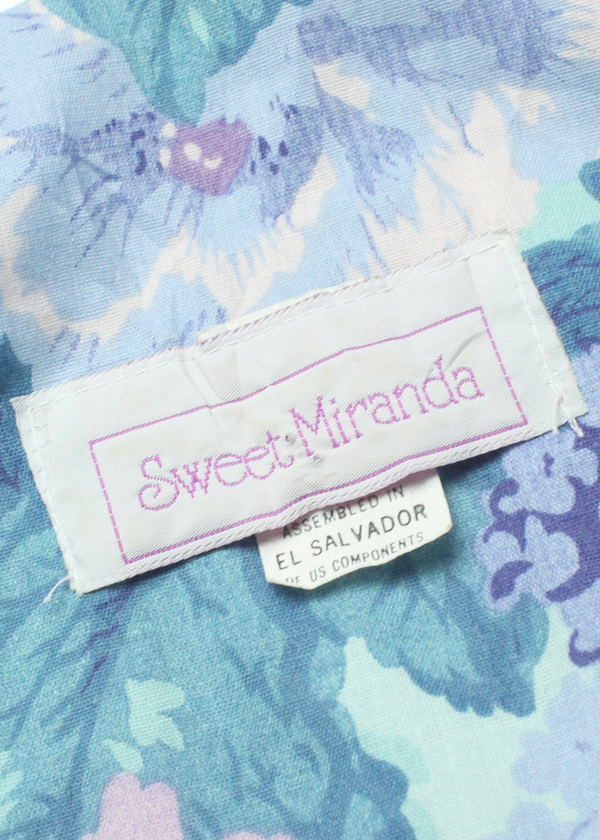 Sweet Miranda
ASSEMBLED IN
EL SALVADOR
OF US COMPONENTS